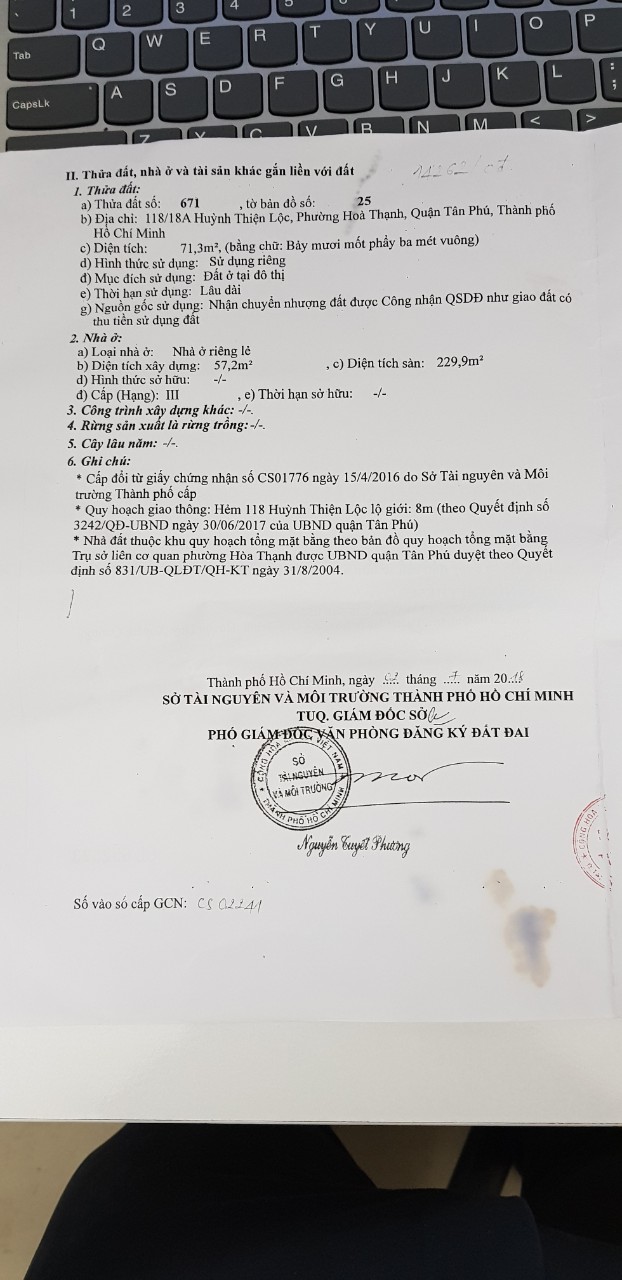 1 2 3 4 5
Tab Q W E R T Y U I O P
CapsLk A S D F G H J K L : ;
Z C V B N M < >
II. Thửa đất, nhà ở và tài sản khác gắn liền với đất
1. Thửa đất:
a) Thửa đất số: 671 , tờ bản đồ số: 25
b) Địa chỉ: 118/18A Huỳnh Thiện Lộc, Phường Hoà Thạnh, Quận Tân Phú, Thành phố
Hồ Chí Minh
c) Diện tích: 71,3m², (bằng chữ: Bảy mươi mốt phẩy ba mét vuông)
d) Hình thức sử dụng: Sử dụng riêng
đ) Mục đích sử dụng: Đất ở tại đô thị
e) Thời hạn sử dụng: Lâu dài
g) Nguồn gốc sử dụng: Nhận chuyển nhượng đất được Công nhận QSDĐ như giao đất có
thu tiền sử dụng đất
2. Nhà ở:
a) Loại nhà ở: Nhà ở riêng lẻ
b) Diện tích xây dựng: 57,2m² , c) Diện tích sàn: 229,9m²
d) Hình thức sở hữu: -/-
đ) Cấp (Hạng): III , e) Thời hạn sở hữu: -/-
3. Công trình xây dựng khác: -/-.
4. Rừng sản xuất là rừng trồng: -/-.
5. Cây lâu năm: -/-.
6. Ghi chú:
* Cấp đổi từ giấy chứng nhận số CS01776 ngày 15/4/2016 do Sở Tài nguyên và Môi
trường Thành phố cấp
* Quy hoạch giao thông: Hẻm 118 Huỳnh Thiện Lộc lộ giới: 8m (theo Quyết định số
3242/QĐ-UBND ngày 30/06/2017 của UBND quận Tân Phú)
* Nhà đất thuộc khu quy hoạch tổng mặt bằng theo bản đồ quy hoạch tổng mặt bằng
Trụ sở liên cơ quan phường Hòa Thạnh được UBND quận Tân Phú duyệt theo Quyết
định số 831/UB-QLĐT/QH-KT ngày 31/8/2004.
Thành phố Hồ Chí Minh, ngày tháng 7 năm 2018
SỞ TÀI NGUYÊN VÀ MÔI TRƯỜNG THÀNH PHỐ HỒ CHÍ MINH
TUQ. GIÁM ĐỐC SỞ
PHÓ GIÁM ĐỐC VĂN PHÒNG ĐĂNG KÝ ĐẤT ĐAI
SỞ
TÀI NGUYÊN
VÀ MÔI TRƯỜNG
THÀNH PHỐ HỒ CHÍ MINH
Nguyễn Tuyết Phương
CỘNG HÒA
Số vào sổ cấp GCN: CS